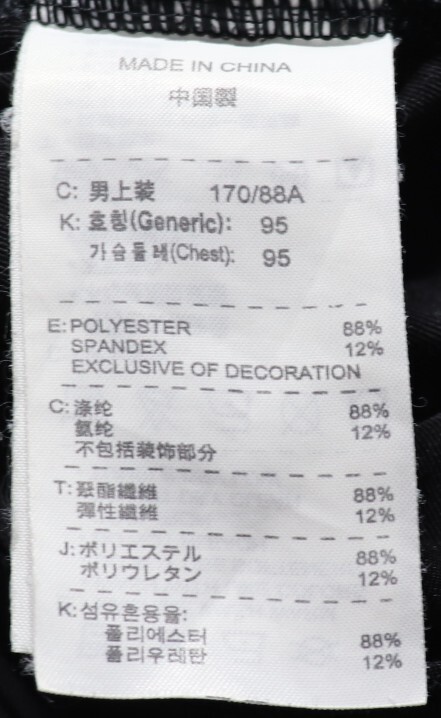 MADE IN CHINA
中国製
C: 男上装 170/88A
K: 호칭(Generic): 95
가슴둘레(Chest): 95
E: POLYESTER 88%
SPANDEX 12%
EXCLUSIVE OF DECORATION
C: 涤纶 88%
氨纶 12%
不包括装饰部分
T: 聚酯纖維 88%
彈性纖維 12%
J: ポリエステル 88%
ポリウレタン 12%
K: 섬유혼용율:
폴리에스터 88%
폴리우레탄 12%